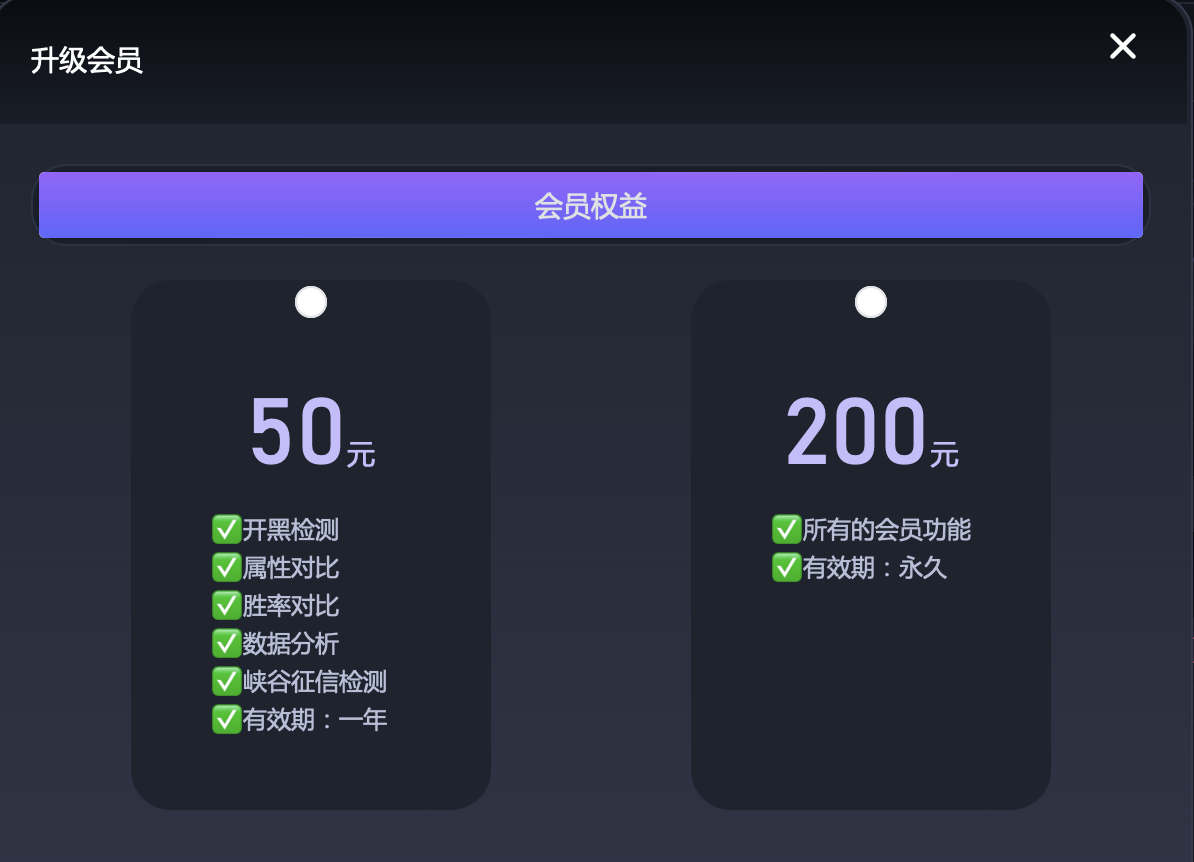 升级会员
会员权益
50元
✅开黑检测
✅属性对比
✅胜率对比
✅数据分析
✅峡谷征信检测
✅有效期：一年
200元
✅所有的会员功能
✅有效期：永久